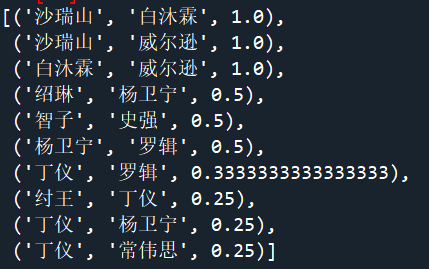 [('沙瑞山', '白沐霖', 1.0),
('沙瑞山', '威尔逊', 1.0),
('白沐霖', '威尔逊', 1.0),
('绍琳', '杨卫宁', 0.5),
('智子', '史强', 0.5),
('杨卫宁', '罗辑', 0.5),
('丁仪', '罗辑', 0.3333333333333333),
('纣王', '丁仪', 0.25),
('丁仪', '杨卫宁', 0.25),
('丁仪', '常伟思', 0.25)]